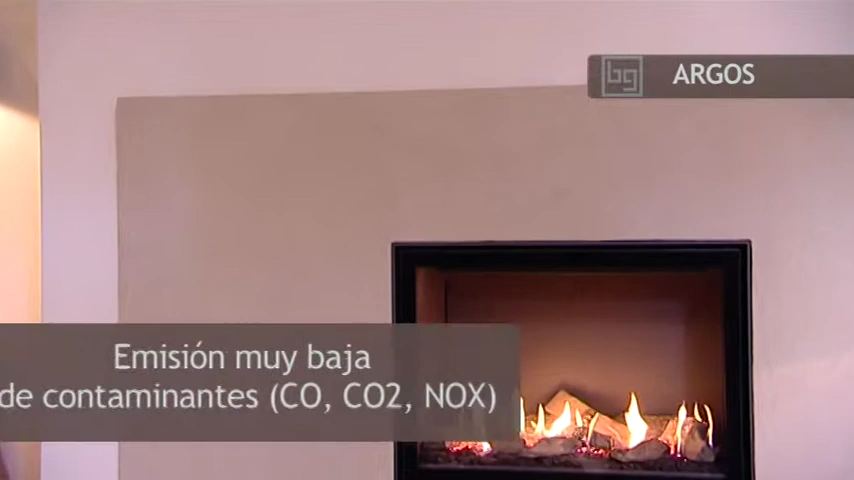 bg ARGOS
Emisión muy baja
de contaminantes (CO, CO2, NOX)